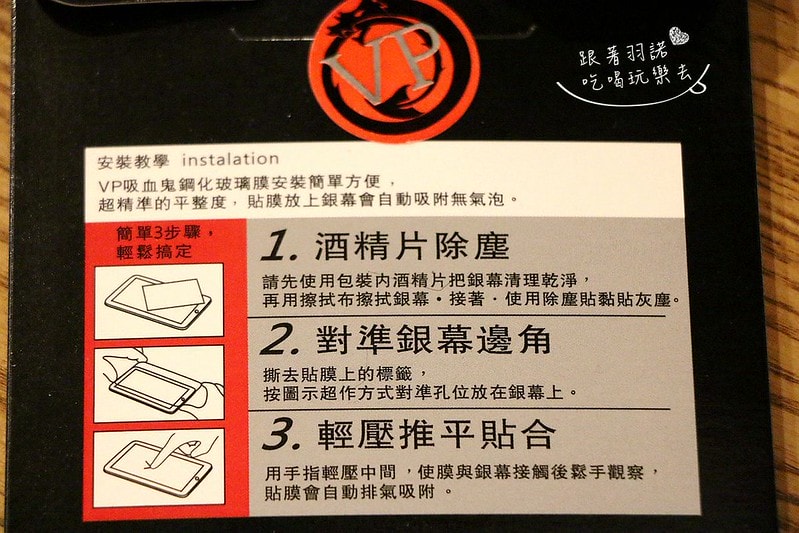 VP
跟著羽諾
吃喝玩樂去
安裝教學 instalation
VP吸血鬼鋼化玻璃膜安裝簡單方便，
超精準的平整度，貼膜放上銀幕會自動吸附無氣泡。
簡單3步驟，
輕鬆搞定
1. 酒精片除塵
請先使用包裝内酒精片把銀幕清理乾淨，
再用擦拭布擦拭銀幕・接著・使用除塵貼黏貼灰塵。
2. 對準銀幕邊角
撕去貼膜上的標籤，
按圖示超作方式對準孔位放在銀幕上。
3. 輕壓推平貼合
用手指輕壓中間，使膜與銀幕接觸後鬆手觀察，
貼膜會自動排氣吸附。